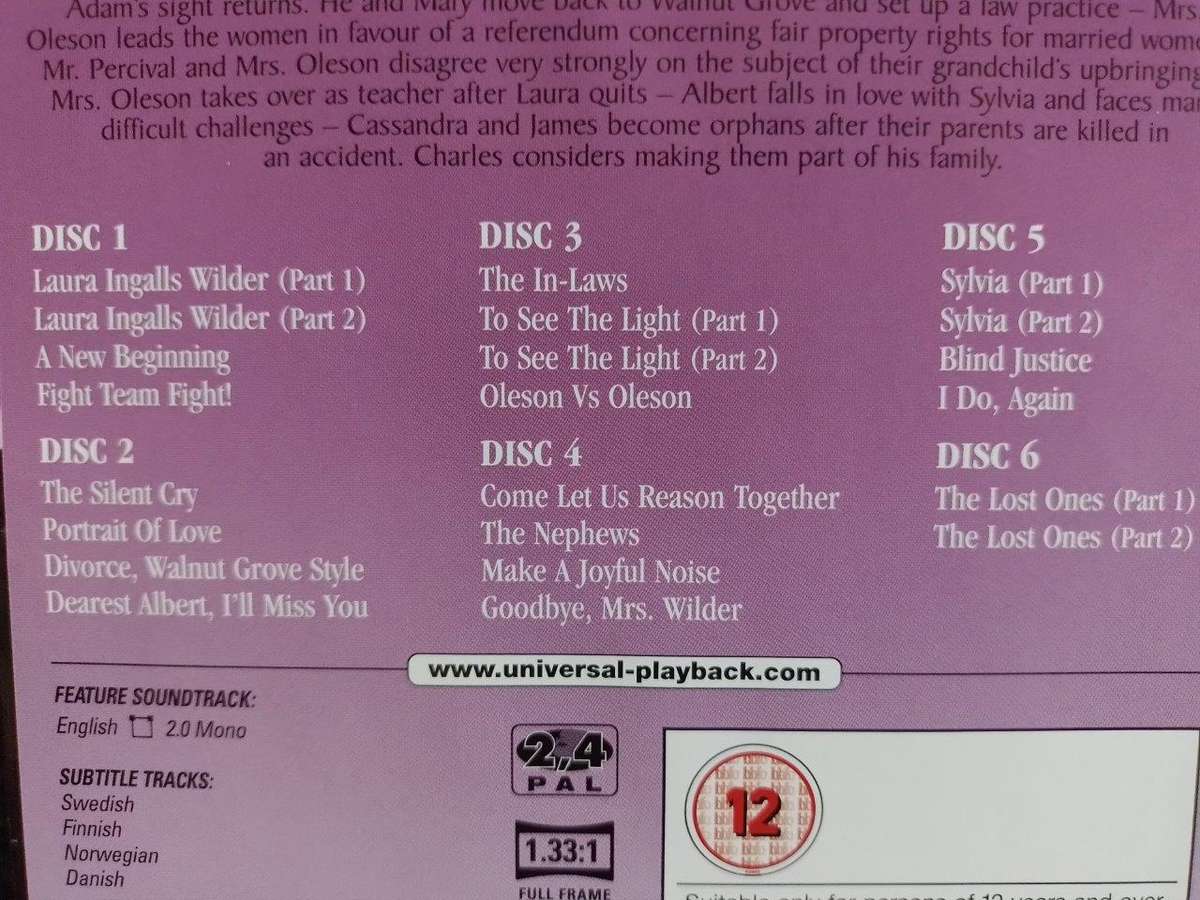 Adam's sight returns. He and Mary move back to Walnut Grove and set up a law practice – Mrs.
Oleson leads the women in favour of a referendum concerning fair property rights for married
Mr. Percival and Mrs. Oleson disagree very strongly on the subject of their grandchild's upbringing
Mrs. Oleson takes over as teacher after Laura quits – Albert falls in love with Sylvia and faces
difficult challenges – Cassandra and James become orphans after their parents are killed in
an accident. Charles considers making them part of his family.
DISC 1
Laura Ingalls Wilder (Part 1)
Laura Ingalls Wilder (Part 2)
A New Beginning
Fight Team Fight!
DISC 2
The Silent Cry
Portrait Of Love
Divorce, Walnut Grove Style
Dearest Albert, I'll Miss You
DISC 3
The In-Laws
To See The Light (Part 1)
To See The Light (Part 2)
Oleson Vs Oleson
DISC 4
Come Let Us Reason Together
The Nephews
Make A Joyful Noise
Goodbye, Mrs. Wilder
DISC 5
Sylvia (Part 1)
Sylvia (Part 2)
Blind Justice
I Do, Again
DISC 6
The Lost Ones (Part 1)
The Lost Ones (Part 2)
www.universal-playback.com
FEATURE SOUNDTRACK:
English 2.0 Mono
SUBTITLE TRACKS:
Swedish
Finnish
Norwegian
Danish
2,4
PAL
1.33:1
FULL FRAME
12
Suitable only for persons of 12 years and over